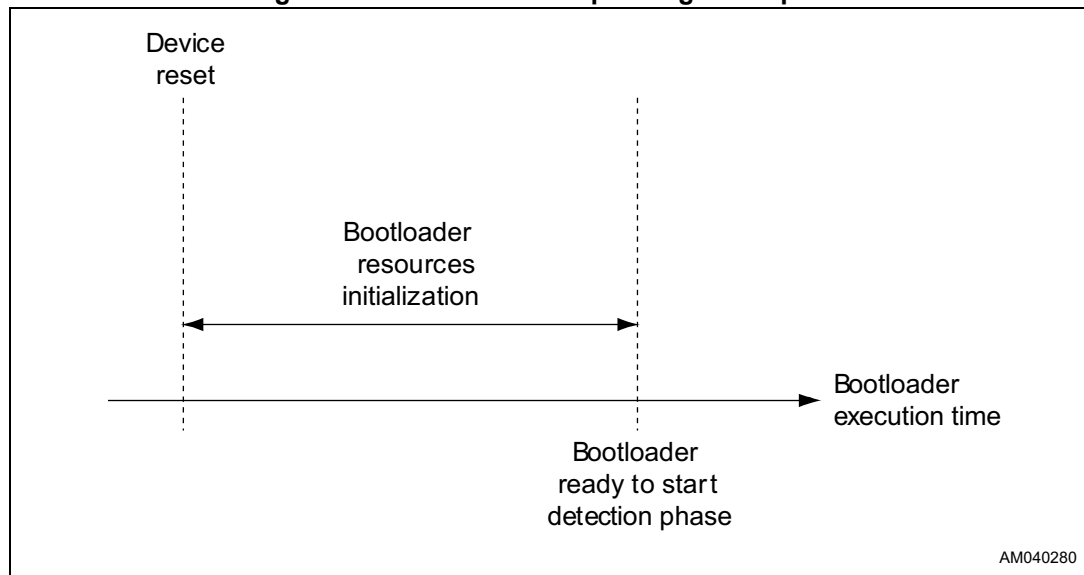 Device
reset
Bootloader
resources
initialization
Bootloader
execution time
Bootloader
ready to start
detection phase
AM040280